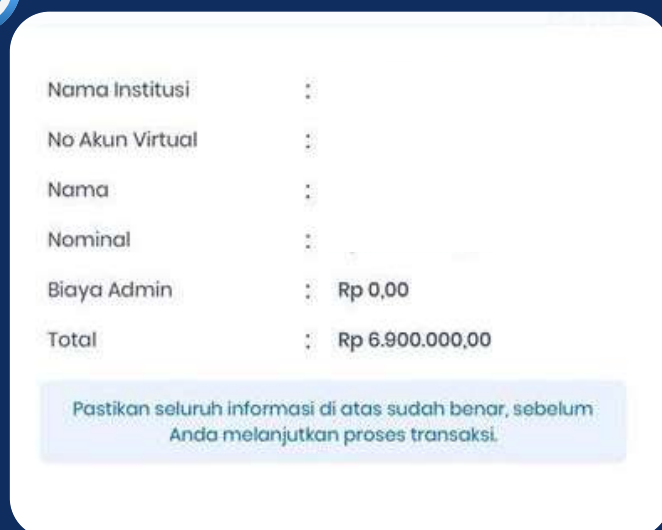 Nama Institusi :
No Akun Virtual :
Nama :
Nominal :
Biaya Admin : Rp 0,00
Total : Rp 6.900.000,00
Pastikan seluruh informasi di atas sudah benar, sebelum
Anda melanjutkan proses transaksi.